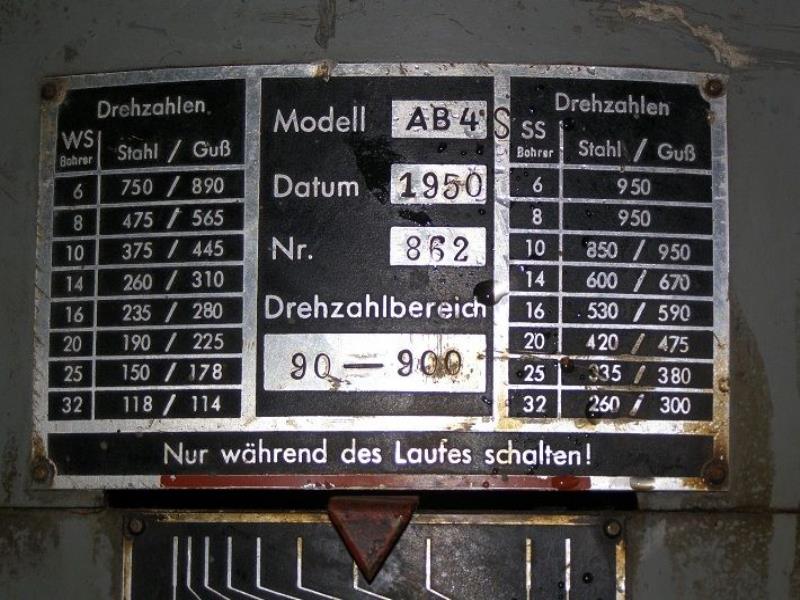 Drehzahlen
WS Bohrer Stahl / Guß
6 750 / 890
8 475 / 565
10 375 / 445
14 260 / 310
16 235 / 280
20 190 / 225
25 150 / 178
32 118 / 114
Modell AB4S
Datum 1950
Nr. 862
Drehzahlbereich
90 — 900
Drehzahlen
SS Bohrer Stahl / Guß
6 950
8 950
10 850 / 950
14 600 / 670
16 530 / 590
20 420 / 475
25 335 / 380
32 260 / 300
Nur während des Laufes schalten!